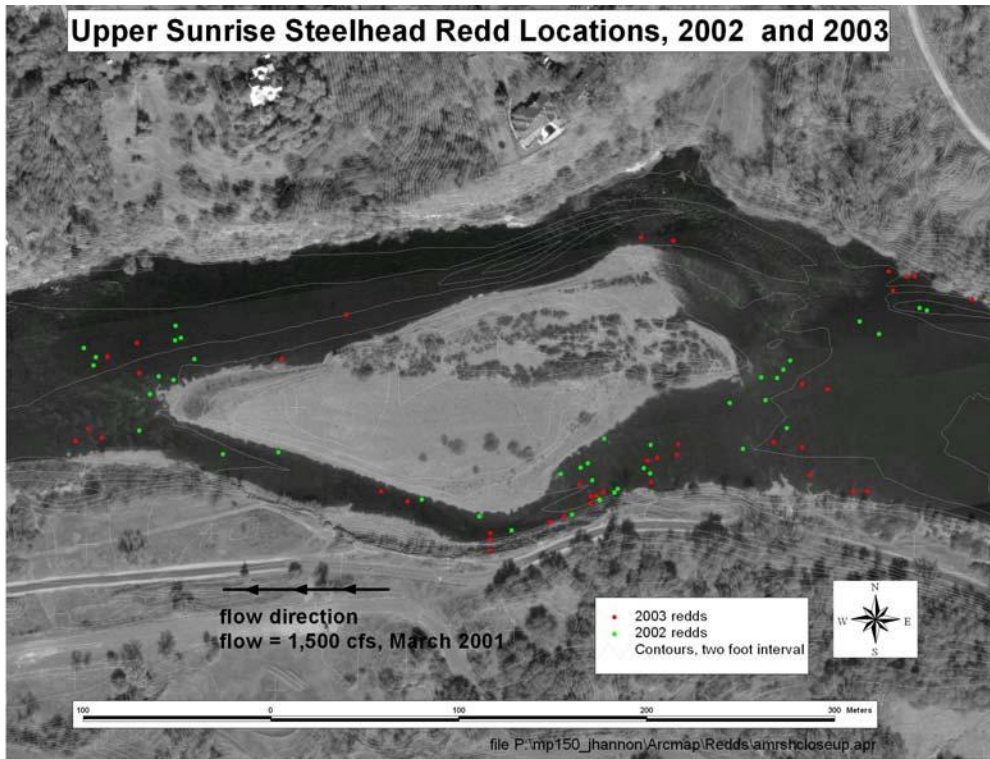 Upper Sunrise Steelhead Redd Locations, 2002 and 2003
flow direction
flow = 1,500 cfs, March 2001
2003 redds
2002 redds
Contours, two foot interval
N
W E
S
100 0 100 200 300 Meters
file P:\mp150_jhannon\Arcmap\Redds\amrshcloseup.apr